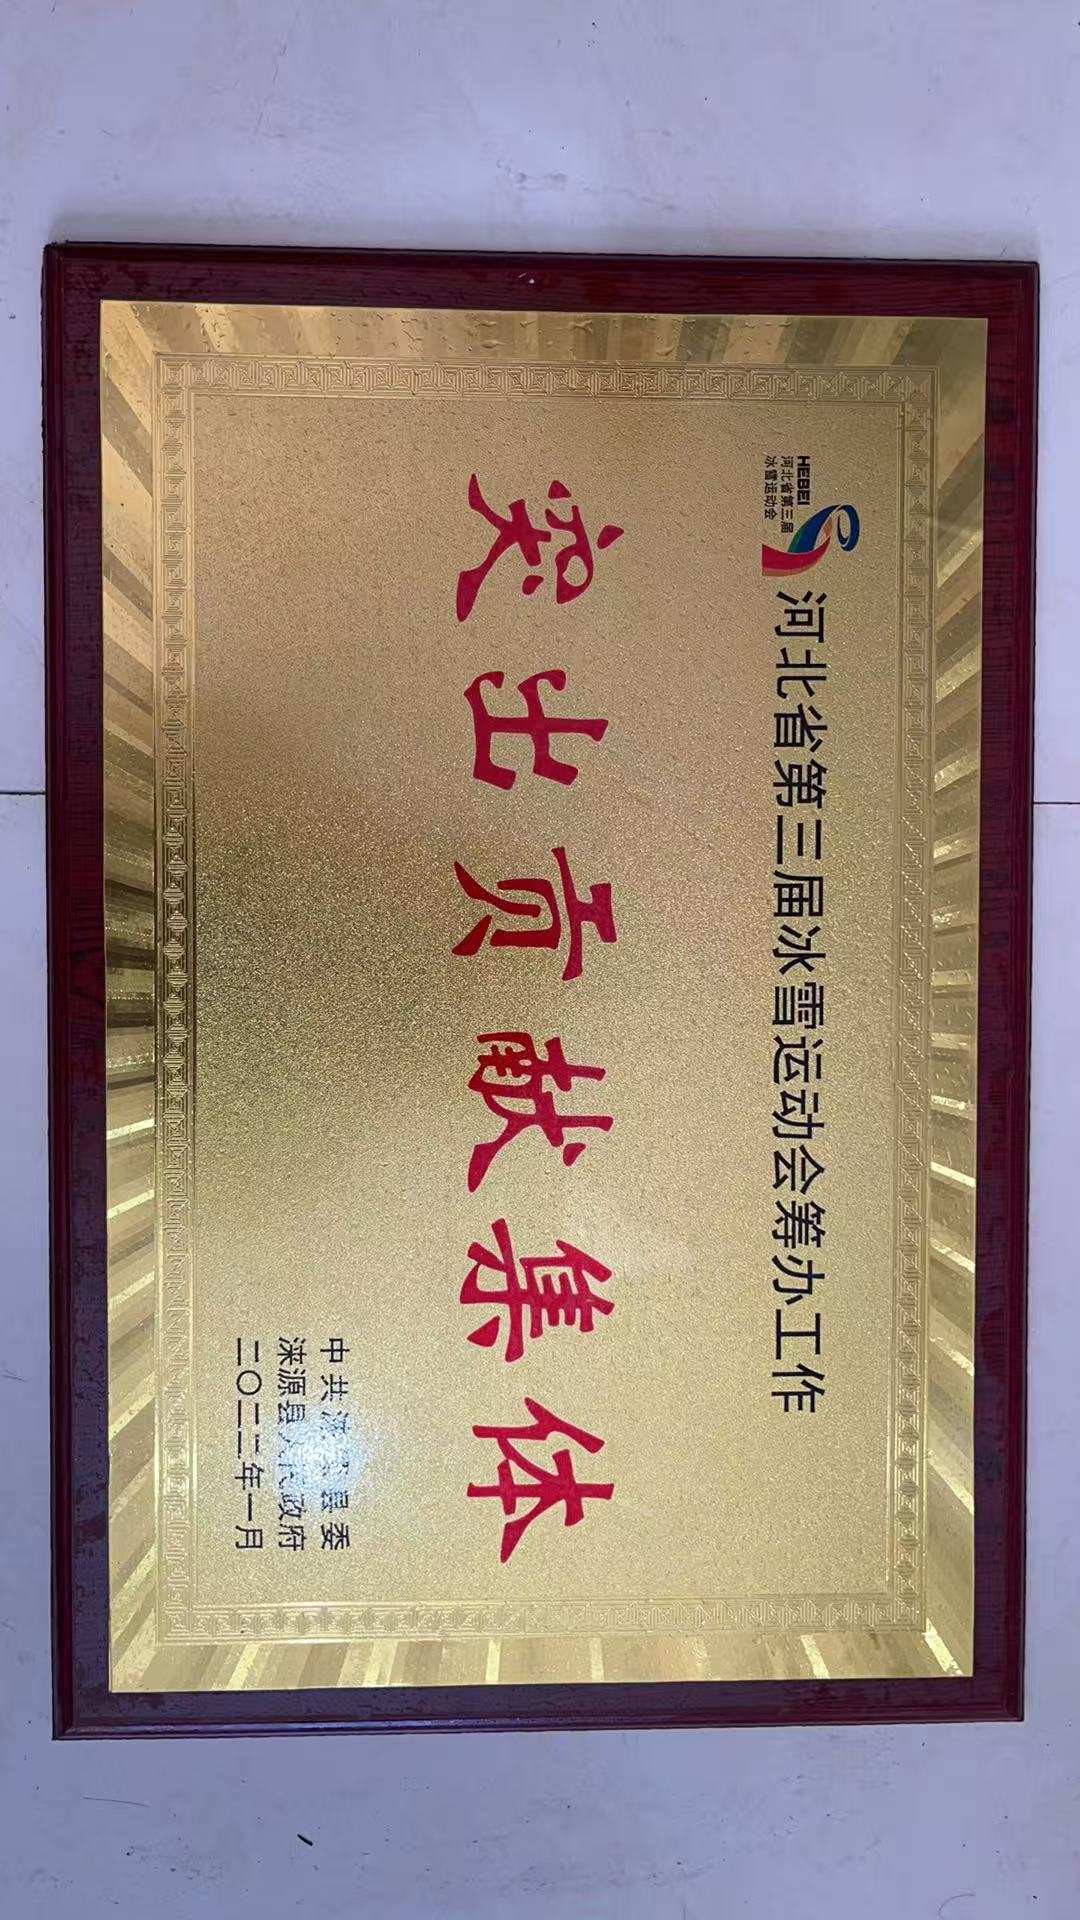 HEBEI
河北省第三届
冰雪运动会
河北省第三届冰雪运动会筹办工作
突出贡献集体
中共涞源县委
涞源县人民政府
二〇二二年一月